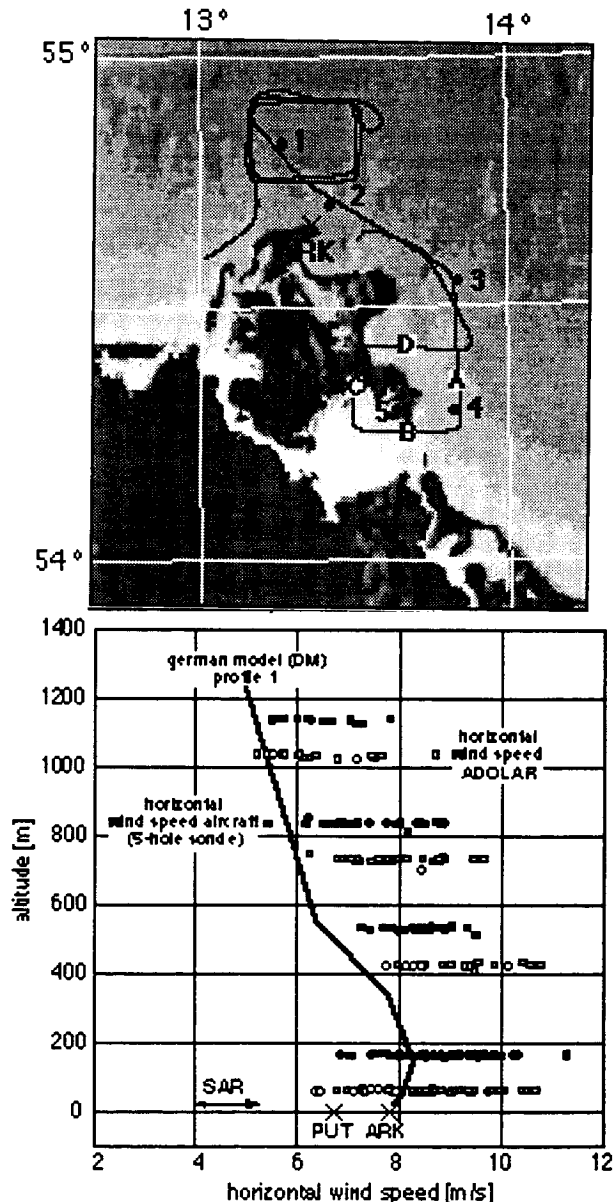 13°
14°
55°
1
2
RK
3
D
A
5
4
B
54°
1400
1200
1000
800
600
400
200
0
altitude [m]
german model (DM)
profile 1
horizontal
wind speed
ADOLAR
horizontal
wind speed aircraft
(5-hole sonde)
SAR
PUT ARK
2 4 6 8 10 12
horizontal wind speed [m/s]